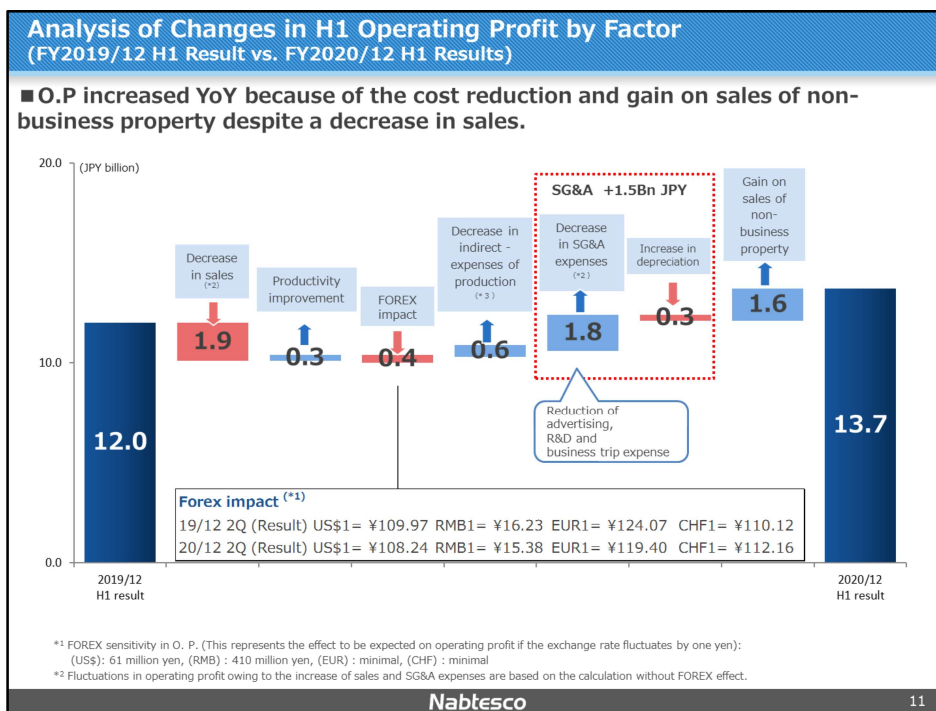 Analysis of Changes in H1 Operating Profit by Factor
(FY2019/12 H1 Result vs. FY2020/12 H1 Results)
■O.P increased YoY because of the cost reduction and gain on sales of non-
business property despite a decrease in sales.
20.0
(JPY billion)
10.0
0.0
12.0
2019/12
H1 result
Decrease
in sales
(*2)
1.9
Productivity
improvement
0.3
FOREX
impact
0.4
Decrease in
indirect -
expenses of
production
(*3)
0.6
SG&A +1.5Bn JPY
Decrease
in SG&A
expenses
(*2)
1.8
Increase in
depreciation
0.3
Gain on
sales of
non-
business
property
1.6
Reduction of
advertising,
R&D and
business trip expense
13.7
2020/12
H1 result
Forex impact (*1)
19/12 2Q (Result) US$1= ¥109.97 RMB1= ¥16.23 EUR1= ¥124.07 CHF1= ¥110.12
20/12 2Q (Result) US$1= ¥108.24 RMB1= ¥15.38 EUR1= ¥119.40 CHF1= ¥112.16
*1 FOREX sensitivity in O. P. (This represents the effect to be expected on operating profit if the exchange rate fluctuates by one yen):
(US$): 61 million yen, (RMB) : 410 million yen, (EUR) : minimal, (CHF) : minimal
*2 Fluctuations in operating profit owing to the increase of sales and SG&A expenses are based on the calculation without FOREX effect.
Nabtesco
11